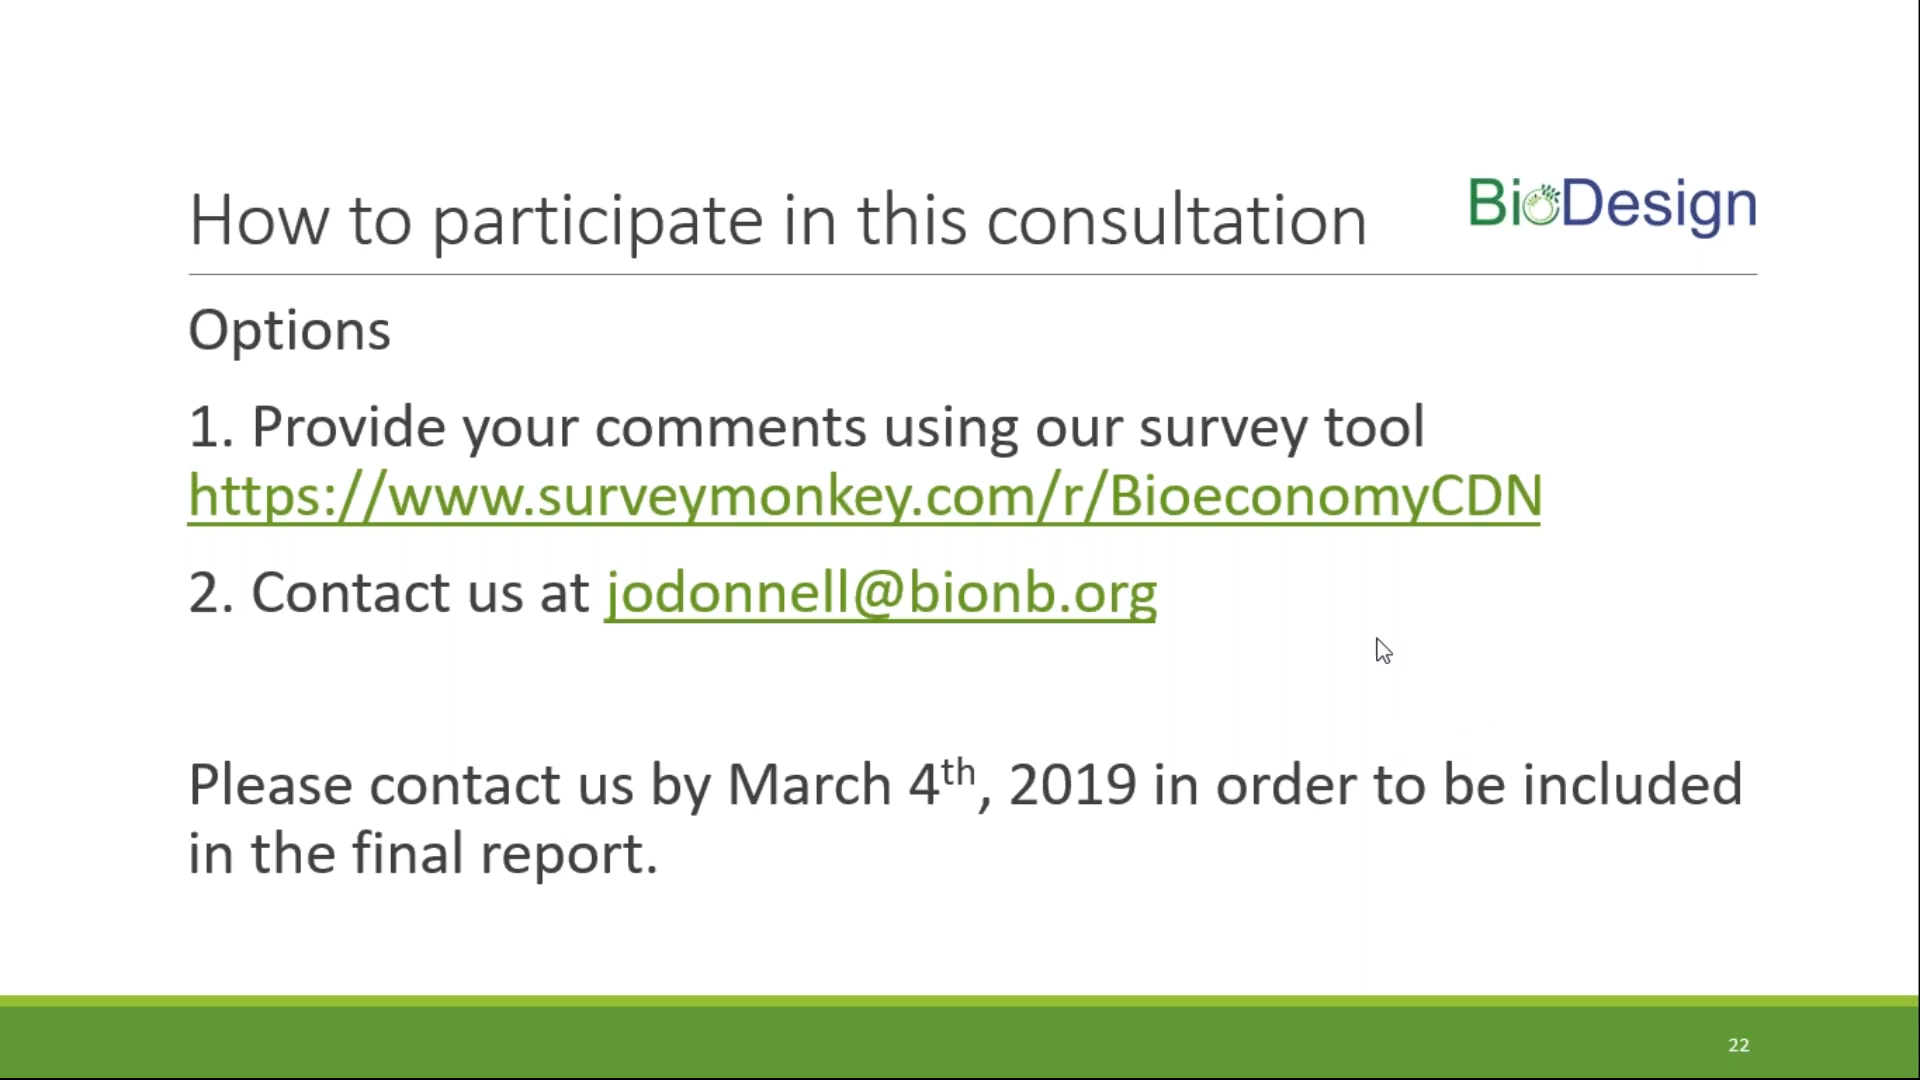 How to participate in this consultation
BioDesign
Options
1. Provide your comments using our survey tool
https://www.surveymonkey.com/r/BioeconomyCDN
2. Contact us at jodonnell@bionb.org
Please contact us by March 4th, 2019 in order to be included
in the final report.
22